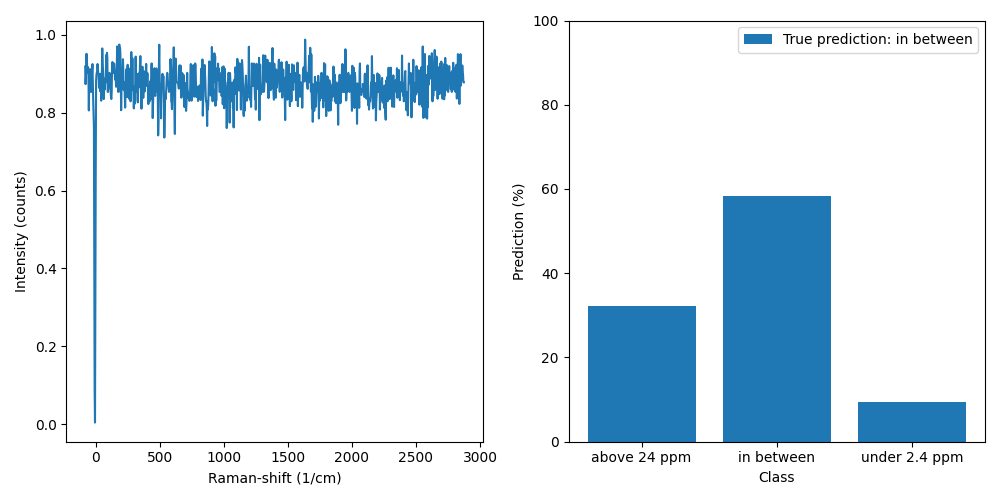 1.0
0.8
0.6
0.4
0.2
0.0
Intensity (counts)
0
500
1000
1500
2000
2500
3000
Raman-shift (1/cm)
100
80
60
40
20
0
Prediction (%)
True prediction: in between
above 24 ppm
in between
under 2.4 ppm
Class